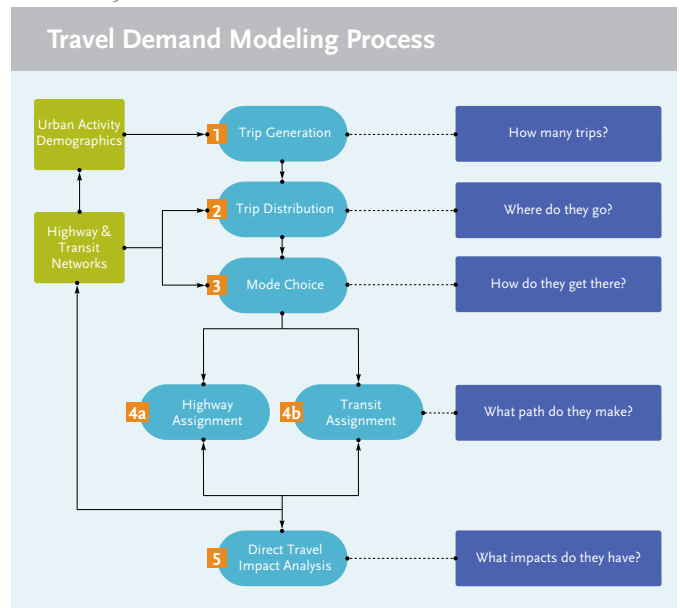 Travel Demand Modeling Process
Urban Activity
Demographics
1
Trip Generation
How many trips?
2
Trip Distribution
Where do they go?
Highway &
Transit
Networks
3
Mode Choice
How do they get there?
4a
Highway
Assignment
4b
Transit
Assignment
What path do they make?
5
Direct Travel
Impact Analysis
What impacts do they have?